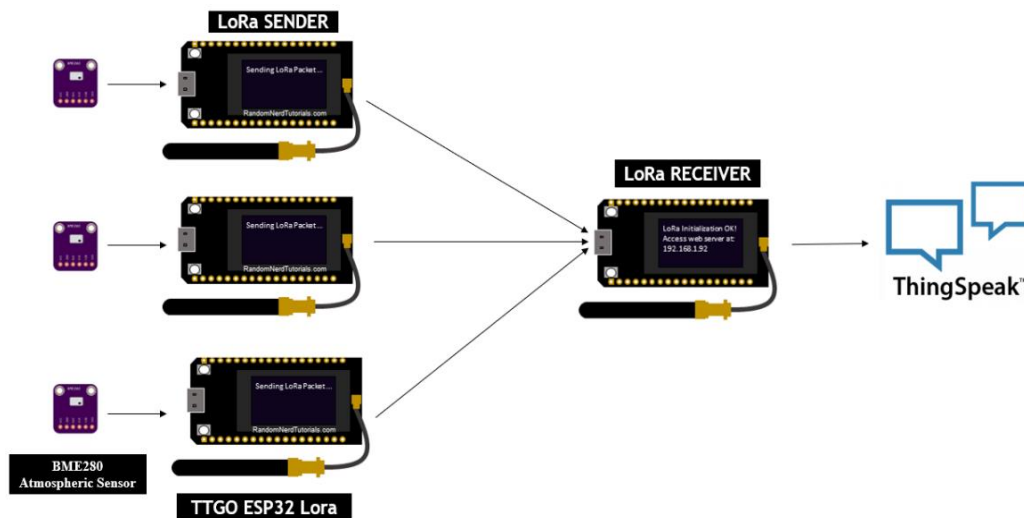 LoRa SENDER
Sending LoRa Packet...
RandomNerdTutorials.com
Sending LoRa Packet...
RandomNerdTutorials.com
LoRa RECEIVER
LoRa Initialization OK!
Access web server at:
192.168.1.92
ThingSpeak™
Sending LoRa Packet...
RandomNerdTutorials.com
BME280
Atmospheric Sensor
TTGO ESP32 Lora